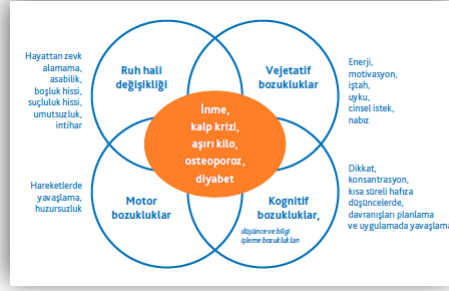 Hayattan zevk
alamama,
asabilik,
boşluk hissi,
suçluluk hissi,
umutsuzluk,
intihar
Ruh hali
değişikliği
Vejetatif
bozukluklar
Enerji,
motivasyon,
iştah,
uyku,
cinsel istek,
nabız
İnme,
kalp krizi,
aşırı kilo,
osteoporoz,
diyabet
Hareketlerde
yavaşlama,
huzursuzluk
Motor
bozukluklar
Kognitif
bozukluklar,
düşünce ve bilgi
işleme bozuklukları
Dikkat,
konsantrasyon,
kısa süreli hafıza
düşüncelerde,
davranışları planlama
ve uygulamada yavaşlama